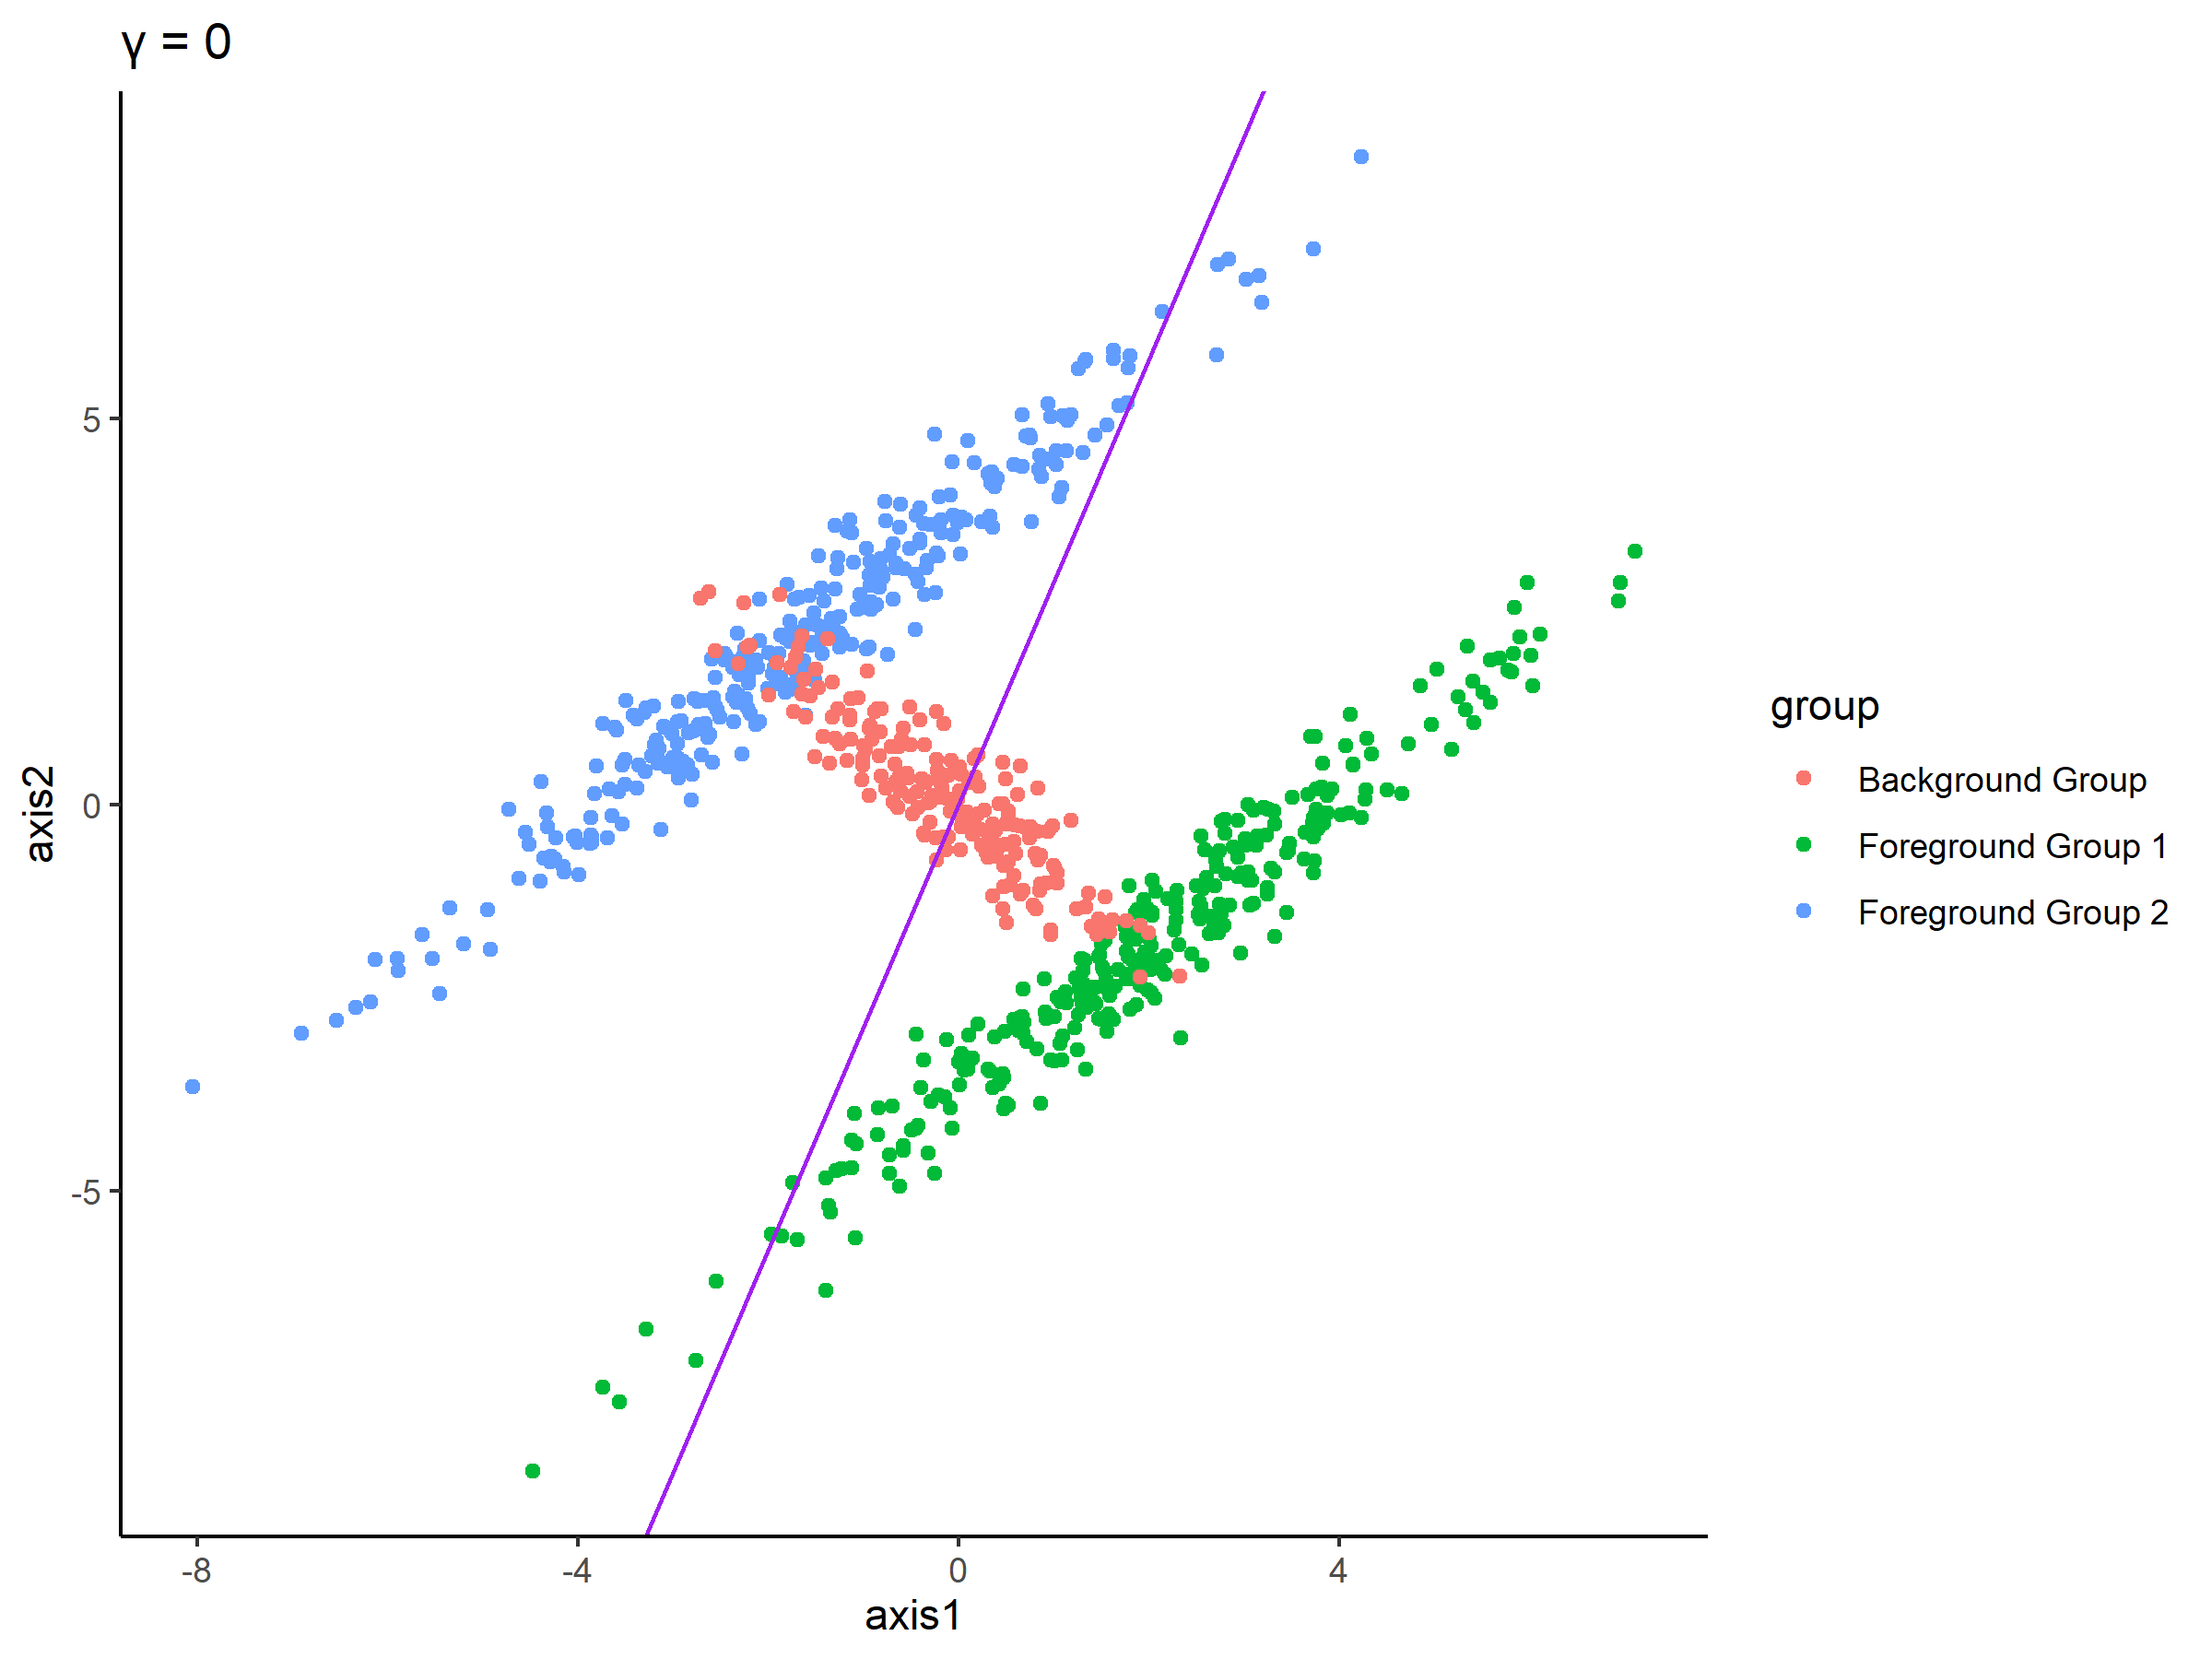 γ = 0
5
0
-5
axis2
-8
-4
0
4
axis1
group
Background Group
Foreground Group 1
Foreground Group 2